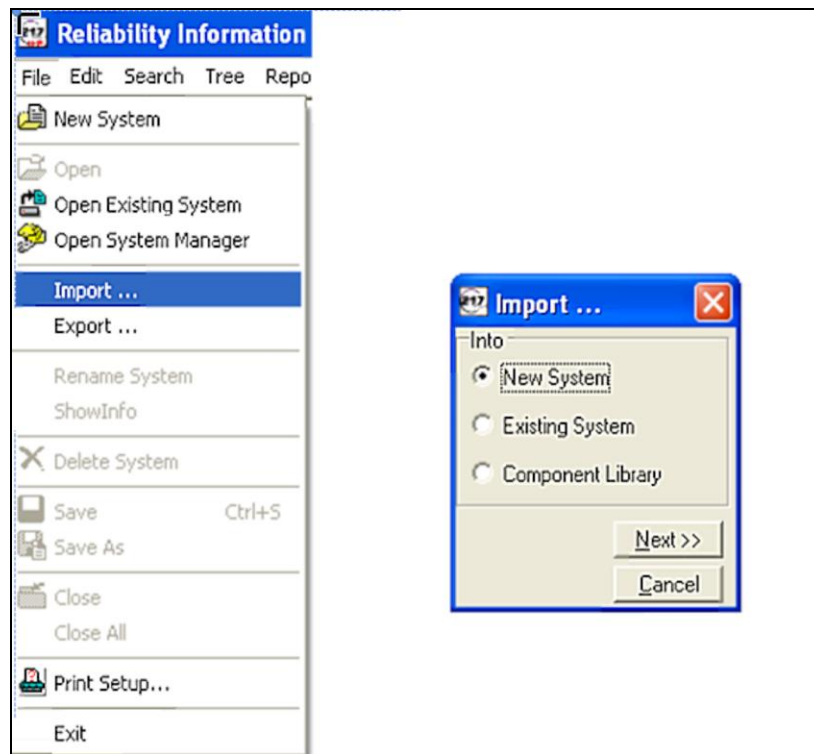 217
Reliability Information
File Edit Search Tree Repo
New System
Open
Open Existing System
Open System Manager
Import ...
Export ...
Rename System
ShowInfo
Delete System
Save Ctrl+S
Save As
Close
Close All
Print Setup...
Exit
217 Import ...
Into
New System
Existing System
Component Library
Next >>
Cancel